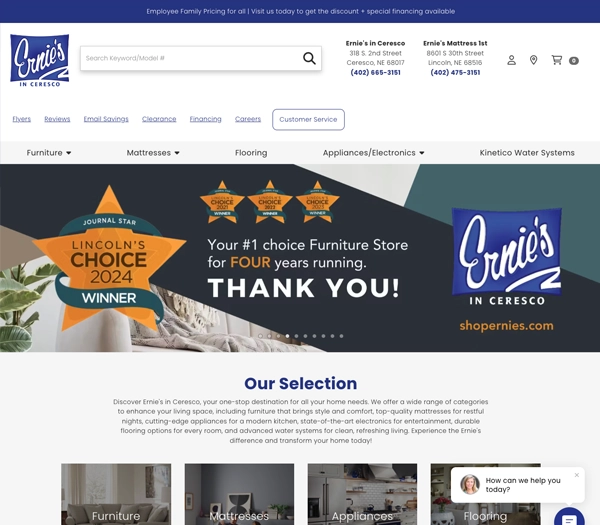 Employee Family Pricing for all | Visit us today to get the discount + special financing available
Ernie's
IN CERESCO
Search Keyword/Model #
Ernie's in Ceresco
318 S. 2nd Street
Ceresco, NE 68017
(402) 665-3151
Ernie's Mattress 1st
8601 S 30th Street
Lincoln, NE 68516
(402) 475-3151
0
Flyers
Reviews
Email Savings
Clearance
Financing
Careers
Customer Service
Furniture
Mattresses
Flooring
Appliances/Electronics
Kinetico Water Systems
JOURNAL STAR
LINCOLN'S
CHOICE
2024
WINNER
CHOICE
2021
WINNER
CHOICE
WINNER
CHOICE
WINNER
Your #1 choice Furniture Store
for FOUR years running.
THANK YOU!
Ernie's
IN CERESCO
shopernies.com
Our Selection
Discover Ernie's in Ceresco, your one-stop destination for all your home needs. We offer a wide range of categories
to enhance your living space, including furniture that brings style and comfort, top-quality mattresses for restful
nights, cutting-edge appliances for a modern kitchen, state-of-the-art electronics for entertainment, durable
flooring options for every room, and advanced water systems for clean, refreshing living. Experience the Ernie's
difference and transform your home today!
Furniture
Mattresses
Appliances
Flooring
How can we help you
today?